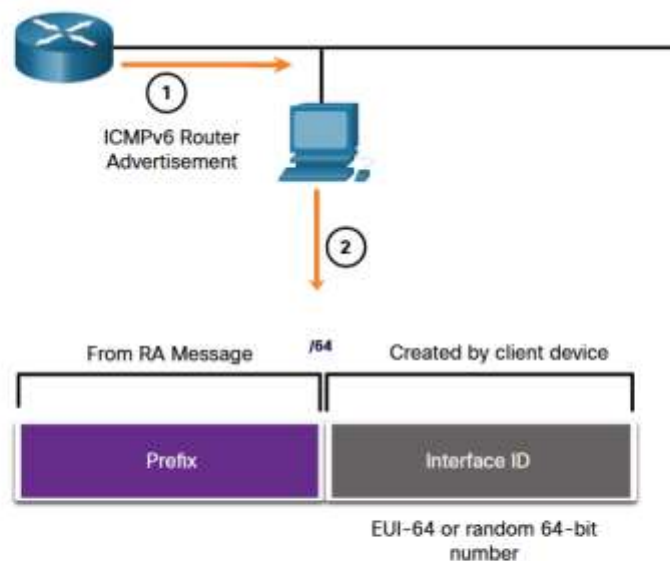 1
ICMPv6 Router
Advertisement
2
From RA Message
/64
Created by client device
Prefix
Interface ID
EUI-64 or random 64-bit
number